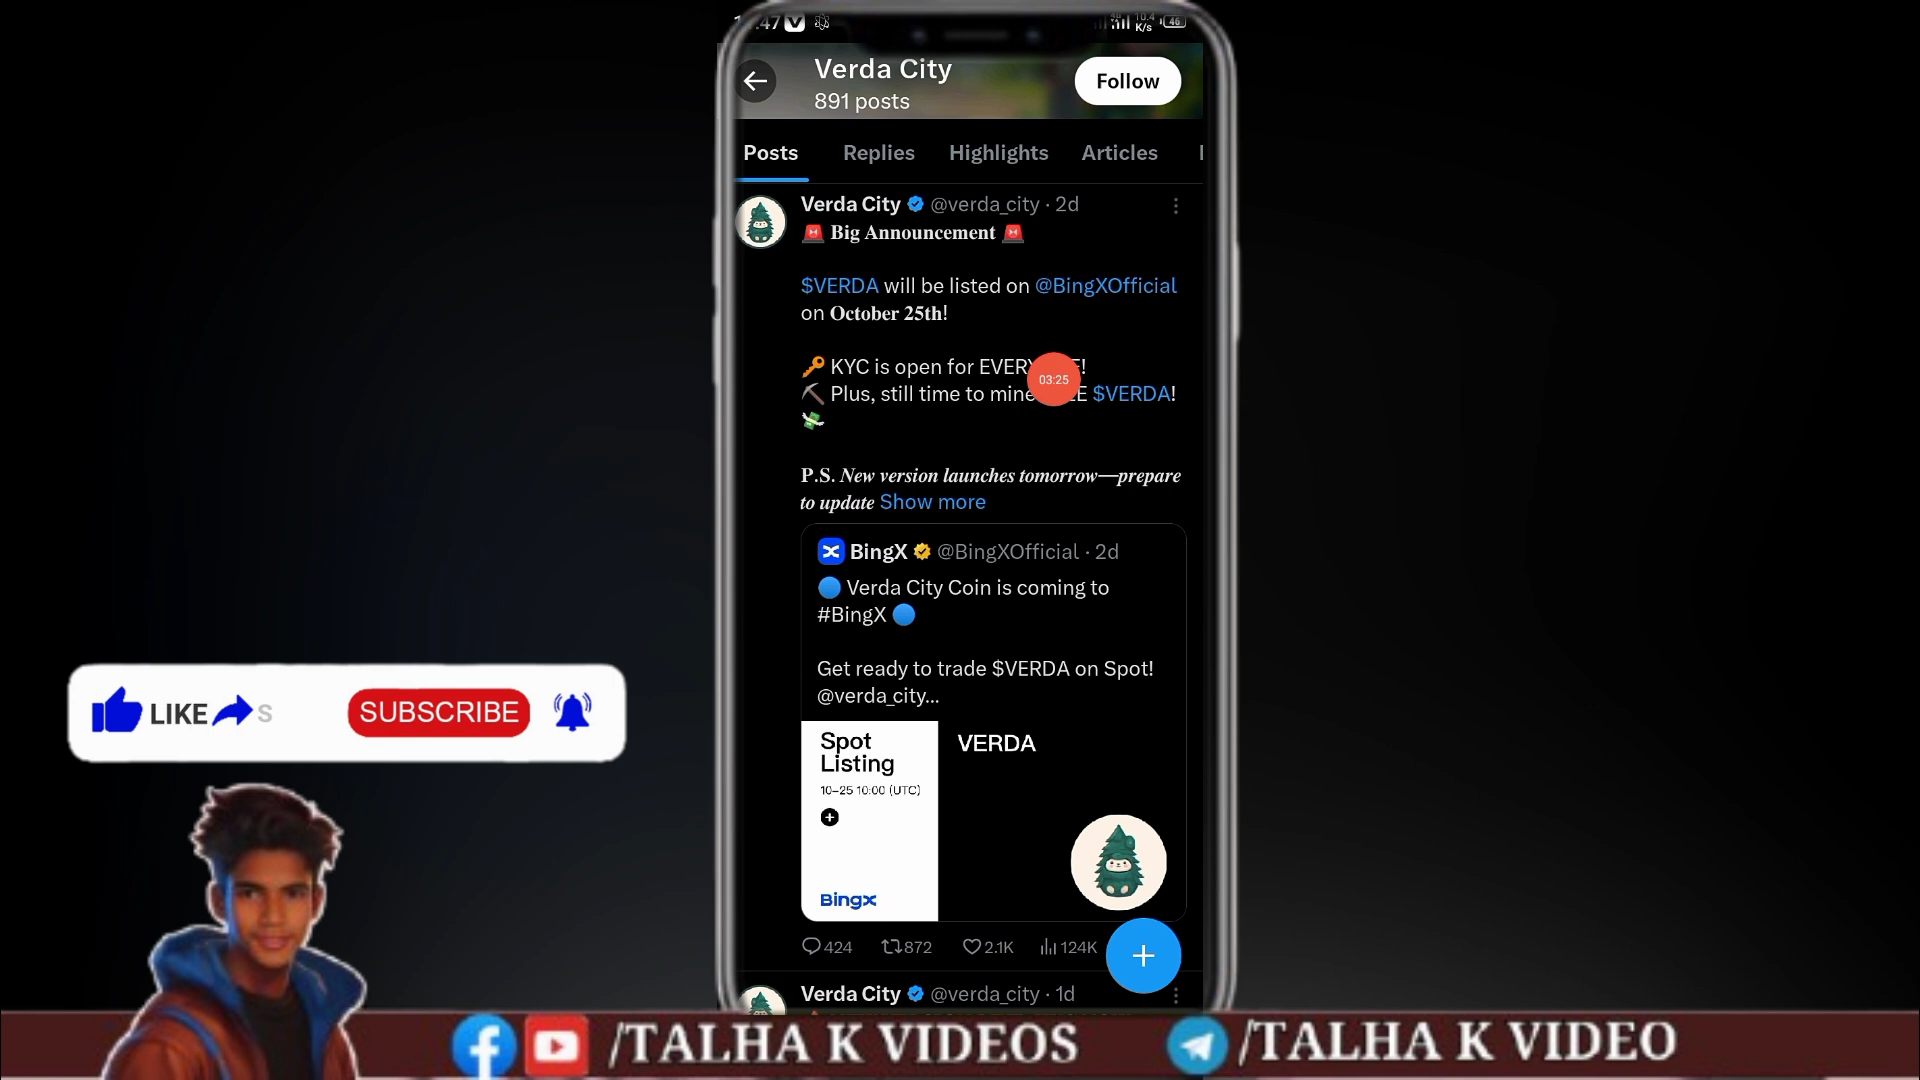 47
10.4
K/s
46
Verda City
891 posts
Follow
Posts Replies Highlights Articles
Verda City @verda_city · 2d
🚨 Big Announcement 🚨
$VERDA will be listed on @BingXOfficial
on October 25th!
🔑 KYC is open for !
03:25
⛏️ Plus, still time to mine $VERDA!
💸
P.S. New version launches tomorrow—prepare
to update Show more
BingX @BingXOfficial · 2d
🔵 Verda City Coin is coming to
#BingX 🔵
Get ready to trade $VERDA on Spot!
@verda_city...
Spot
Listing
10–25 10:00 (UTC)
VERDA
BingX
424 872 2.1K 124K
Verda City @verda_city · 1d
LIKE S SUBSCRIBE
/TALHA K VIDEOS /TALHA K VIDEO